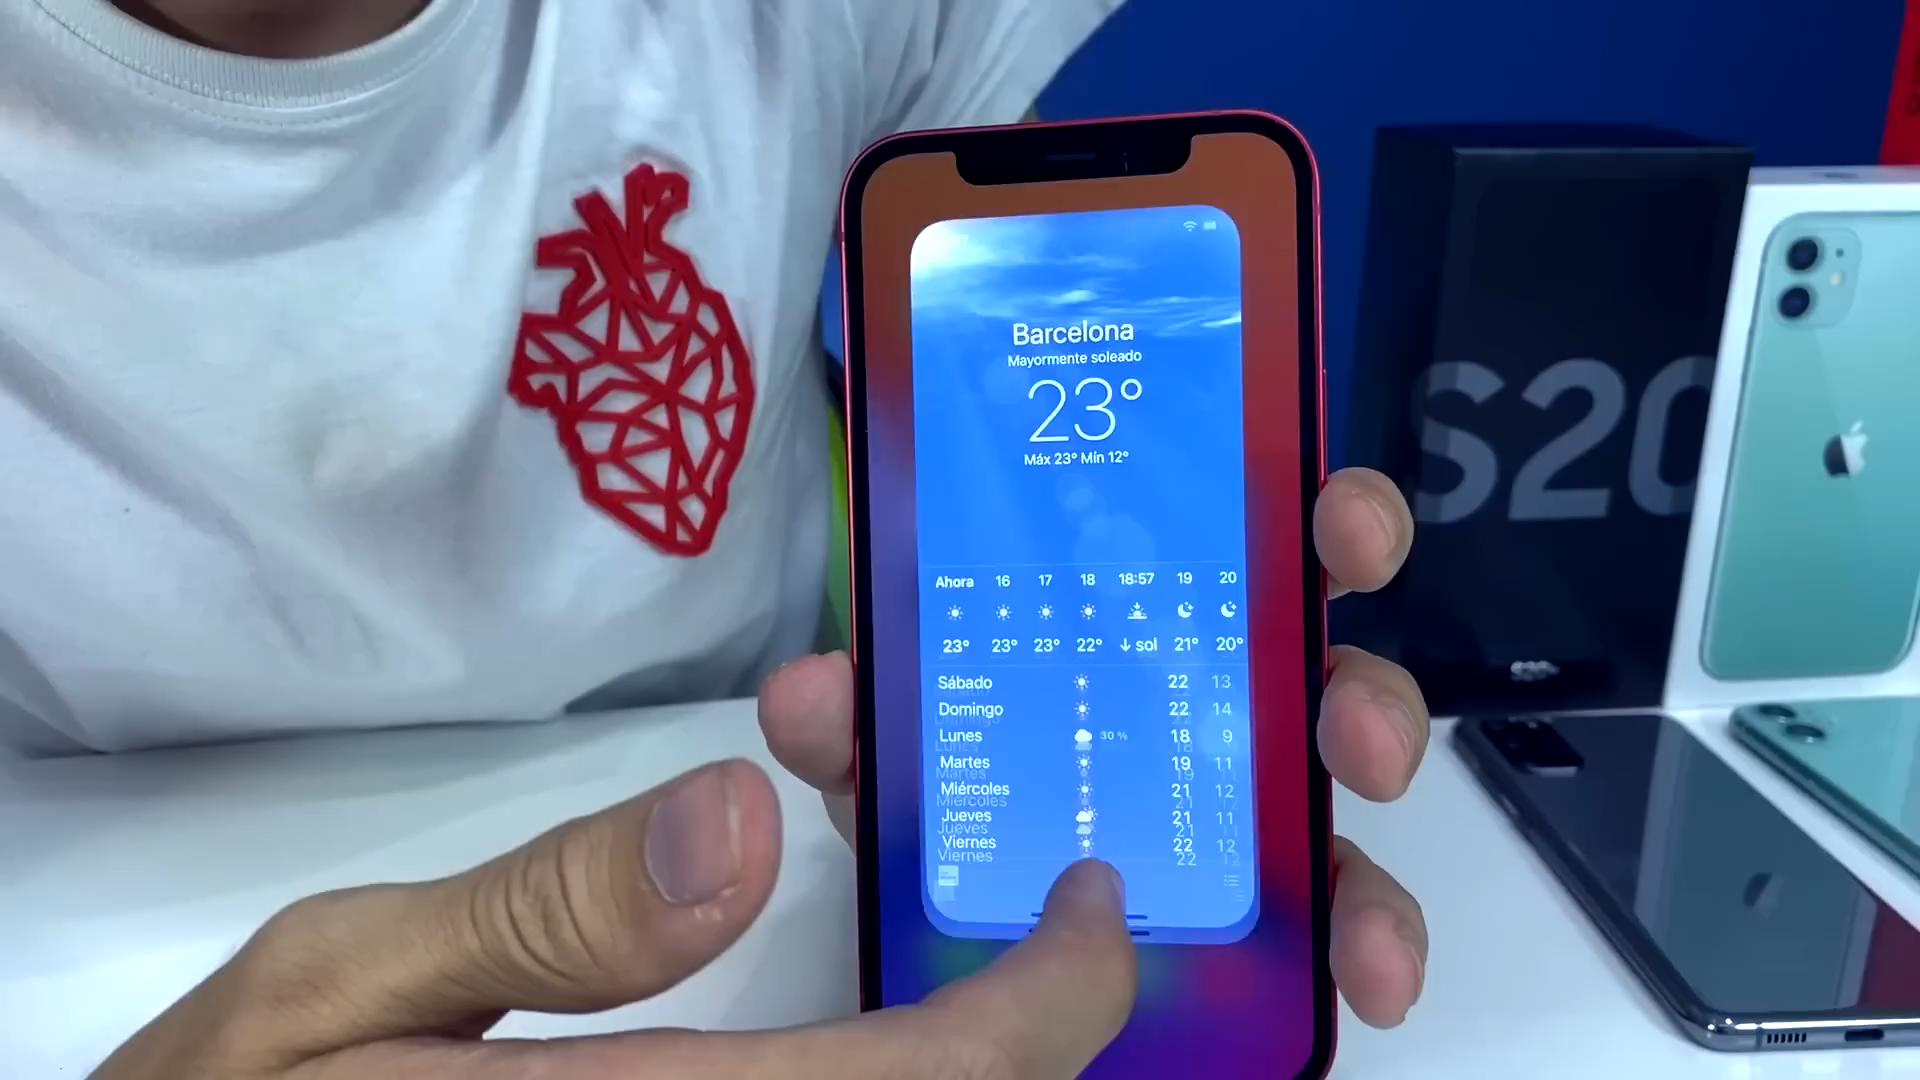 Barcelona
Mayormente soleado
23°
Máx 23° Mín 12°
Ahora 16 17 18 18:57 19 20
23° 23° 23° 22° ↓ sol 21° 20°
Sábado 22 13
Domingo 22 14
Lunes 30 % 18 9
Martes 19 11
Miércoles 21 12
Jueves 21 11
Viernes 22 12
S20
S20+